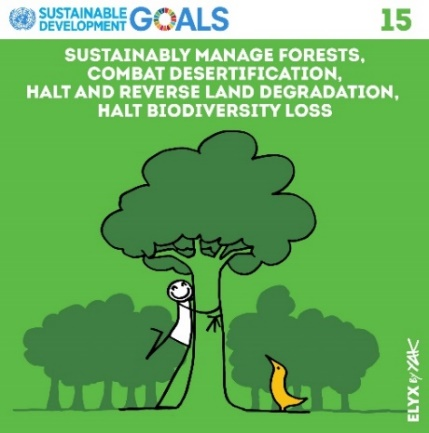 SUSTAINABLE
DEVELOPMENT GOALS
15
SUSTAINABLY MANAGE FORESTS,
COMBAT DESERTIFICATION,
HALT AND REVERSE LAND DEGRADATION,
HALT BIODIVERSITY LOSS
ELYX by YAK